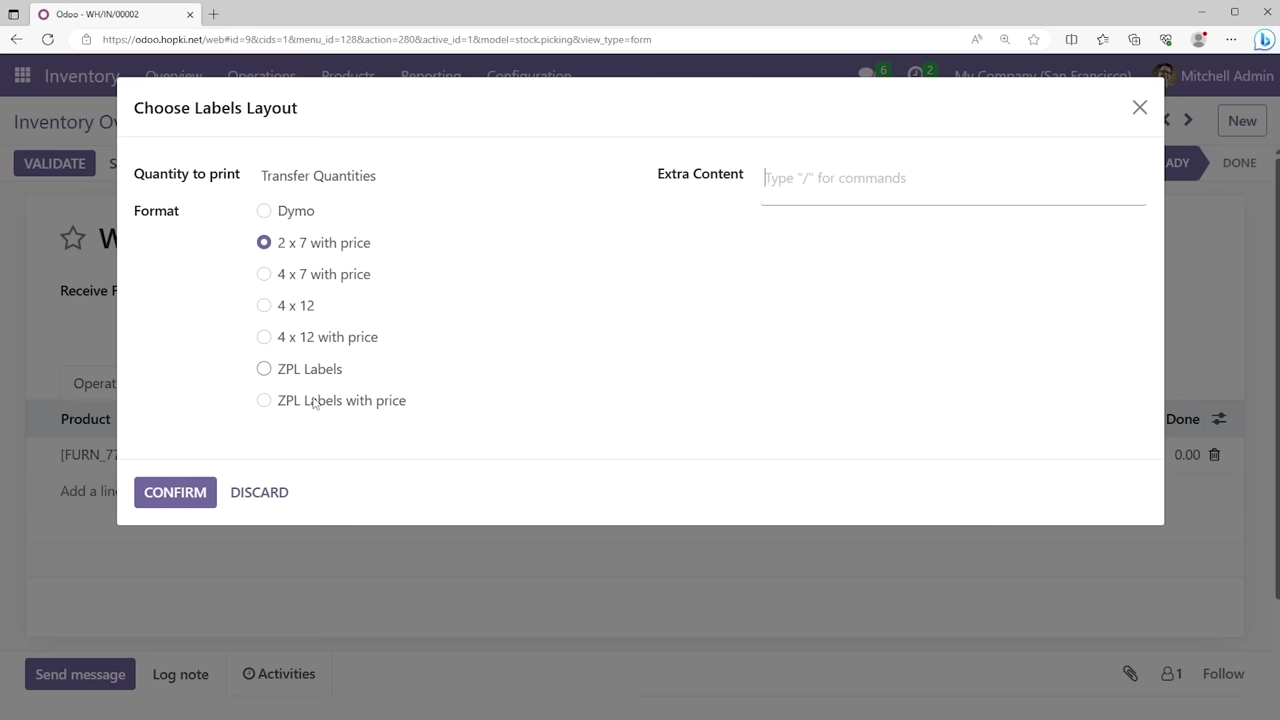 Odoo - WH/IN/00002
https://odoo.hopki.net/web#id=9&cids=1&menu_id=128&action=280&active_id=1&model=stock.picking&view_type=form
Inventory Overview Operations Products Reporting Configuration 6 2 My Company (San Francisco) Mitchell Admin
Choose Labels Layout
Inventory Ov New
VALIDATE S ADY DONE
Quantity to print Transfer Quantities
Extra Content Type "/" for commands
Format
Dymo
2 x 7 with price
4 x 7 with price
4 x 12
4 x 12 with price
ZPL Labels
ZPL Labels with price
W
Receive F
Operat
Product Done
[FURN_77 0.00
Add a line
CONFIRM DISCARD
Send message Log note Activities 1 Follow